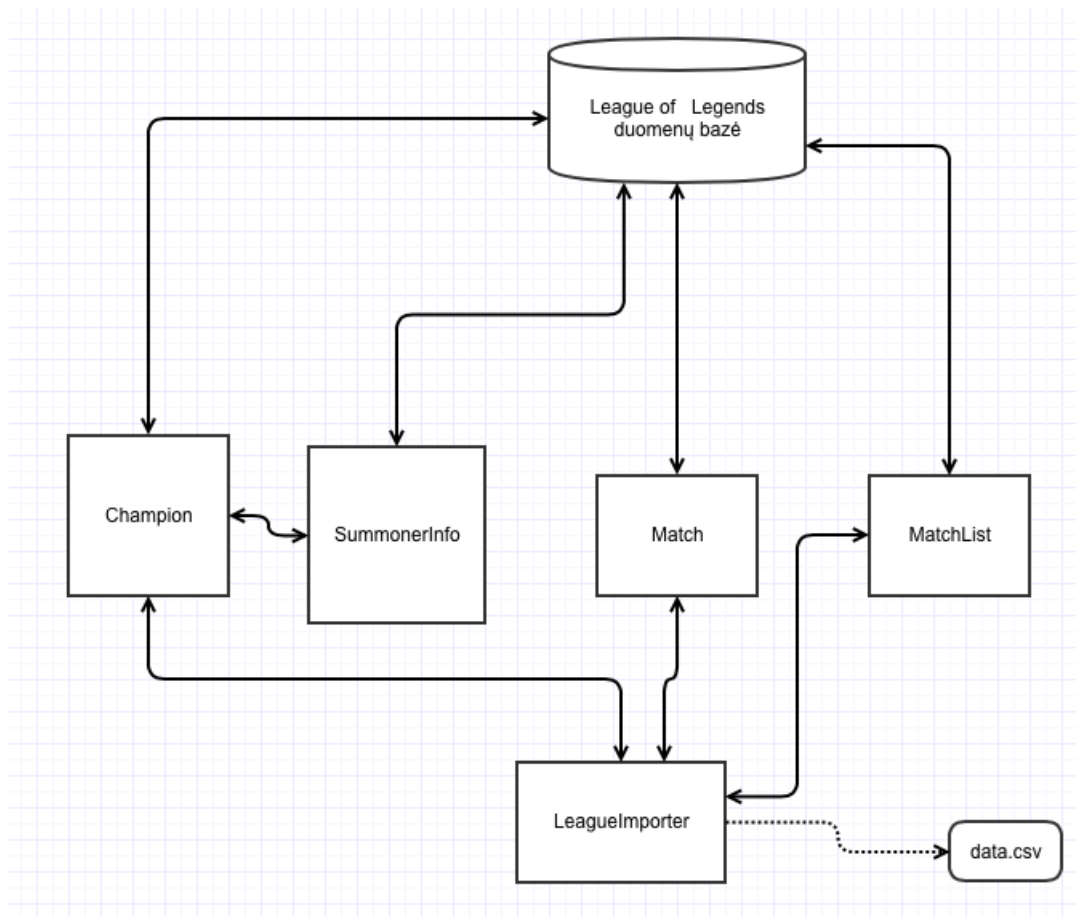 League of Legends
duomenų bazė
Champion
SummonerInfo
Match
MatchList
LeagueImporter
data.csv